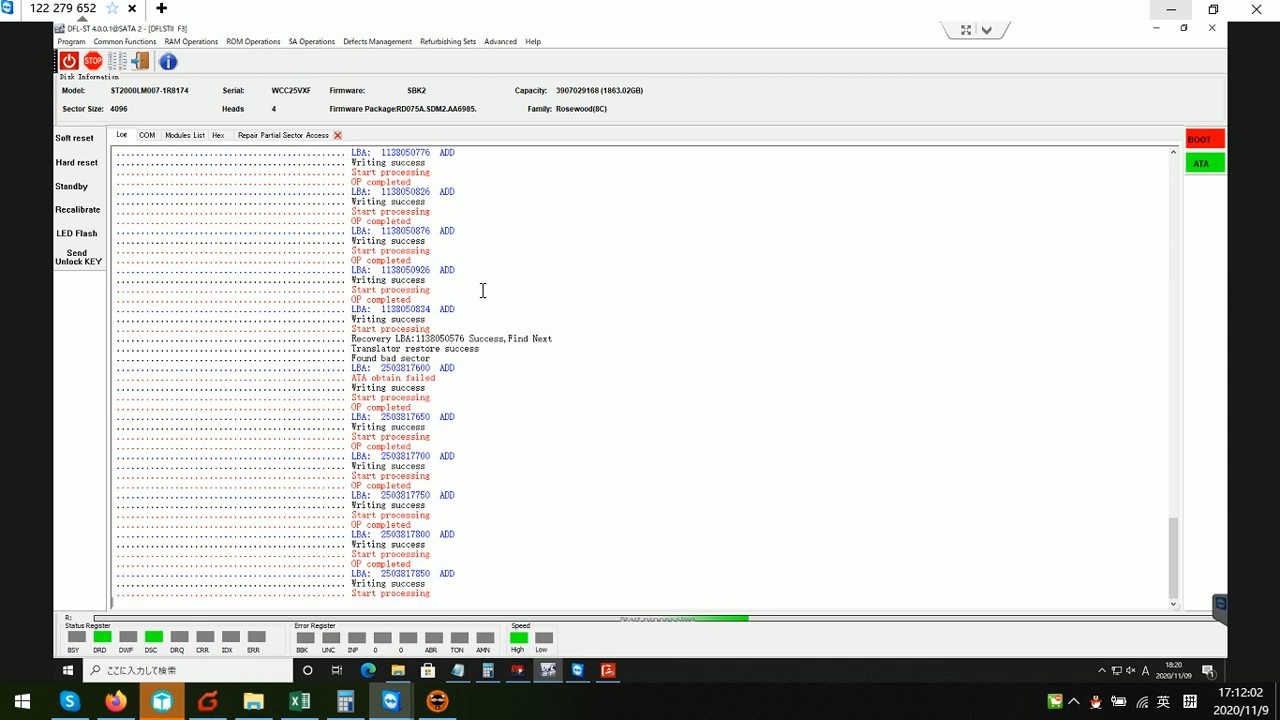 122 279 652
DFL-ST 4.0.0.1@SATA 2 - [DFLSTII F3]
Program Common Functions RAM Operations ROM Operations SA Operations Defects Management Refurbishing Sets Advanced Help
STOP
Disk Information
Model: ST2000LM007-1R8174 Serial: WCC25VXF Firmware: SBK2 Capacity: 3907029168 (1863.02GB)
Sector Size: 4096 Heads 4 Firmware Package:RD075A.SDM2.AA6985. Family: Rosewood(8C)
Soft reset
Hard reset
Standby
Recalibrate
LED Flash
Send
Unlock KEY
Log COM Modules List Hex Repair Partial Sector Access
BOOT
ATA
LBA: 1138050776 ADD
Writing success
Start processing
OP completed
LBA: 1138050826 ADD
Writing success
Start processing
OP completed
LBA: 1138050876 ADD
Writing success
Start processing
OP completed
LBA: 1138050926 ADD
Writing success
Start processing
OP completed
LBA: 1138050834 ADD
Writing success
Start processing
Recovery LBA:1138050576 Success,Find Next
Translator restore success
Found bad sector
LBA: 2503817600 ADD
ATA obtain failed
Writing success
Start processing
OP completed
LBA: 2503817650 ADD
Writing success
Start processing
OP completed
LBA: 2503817700 ADD
Writing success
Start processing
OP completed
LBA: 2503817750 ADD
Writing success
Start processing
OP completed
LBA: 2503817800 ADD
Writing success
Start processing
OP completed
LBA: 2503817850 ADD
Writing success
Start processing
R: Start processing
Status Register Error Register Speed
BSY DRD DWF DSC DRQ CRR IDX ERR BBK UNC INF 0 0 ABR TON AMN High Low
ここに入力して検索
A 18:20
2020/11/09
英 17:12:02
2020/11/9